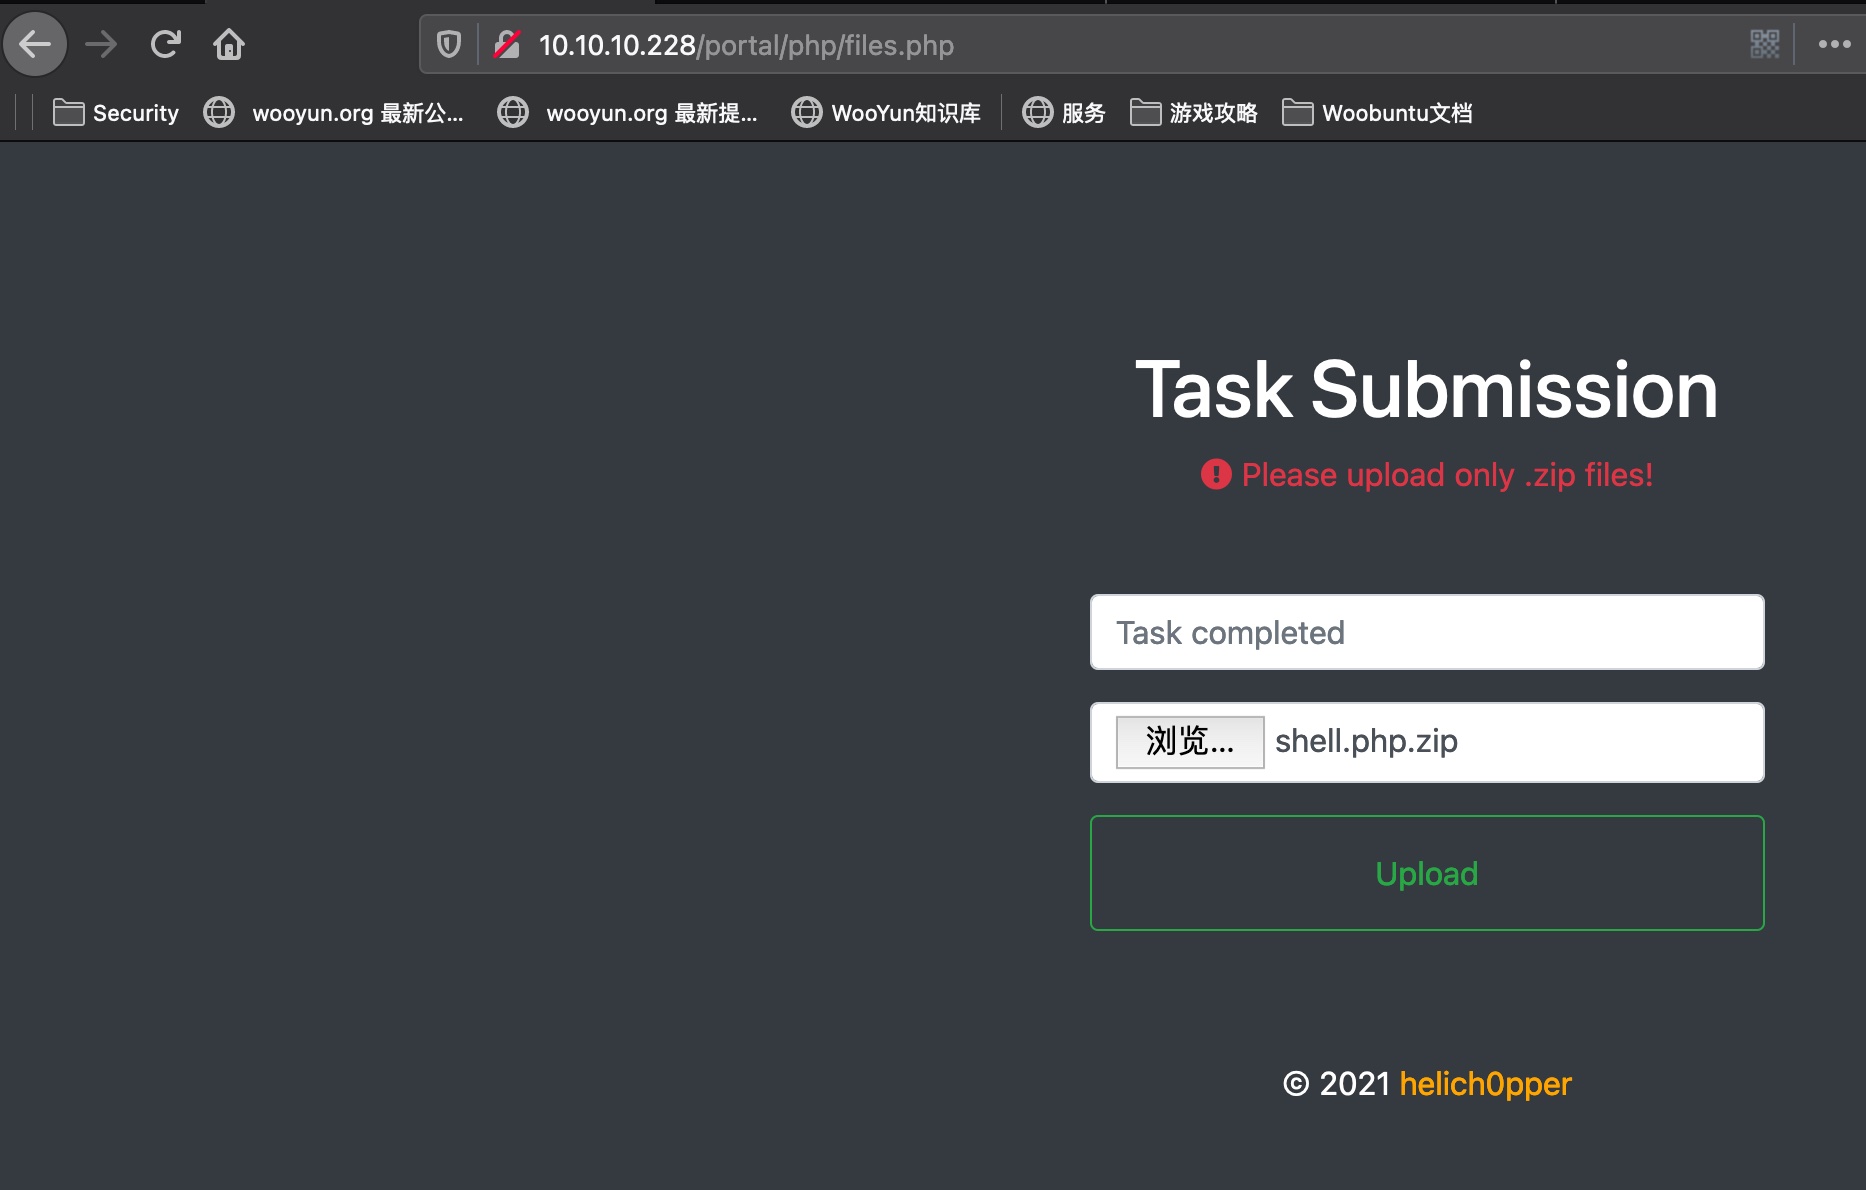 10.10.10.228/portal/php/files.php
Security wooyun.org 最新公... wooyun.org 最新提... WooYun知识库 服务 游戏攻略 Woobuntu文档
Task Submission
Please upload only .zip files!
Task completed
浏览... shell.php.zip
Upload
© 2021 helich0pper